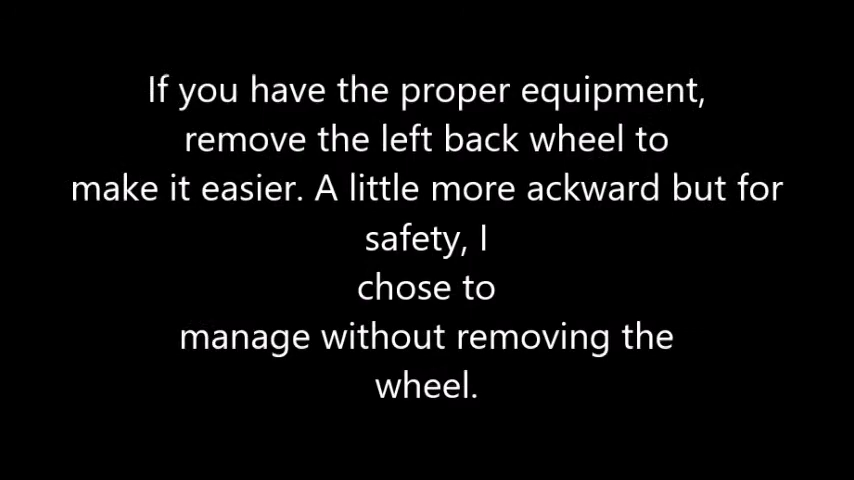 If you have the proper equipment,
remove the left back wheel to
make it easier. A little more ackward but for
safety, I
chose to
manage without removing the
wheel.